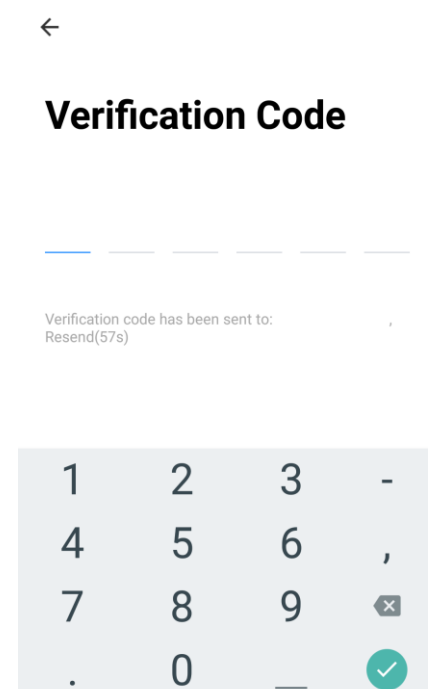 Verification Code
Verification code has been sent to: ,
Resend(57s)
1 2 3 -
4 5 6 ,
7 8 9
. 0 _